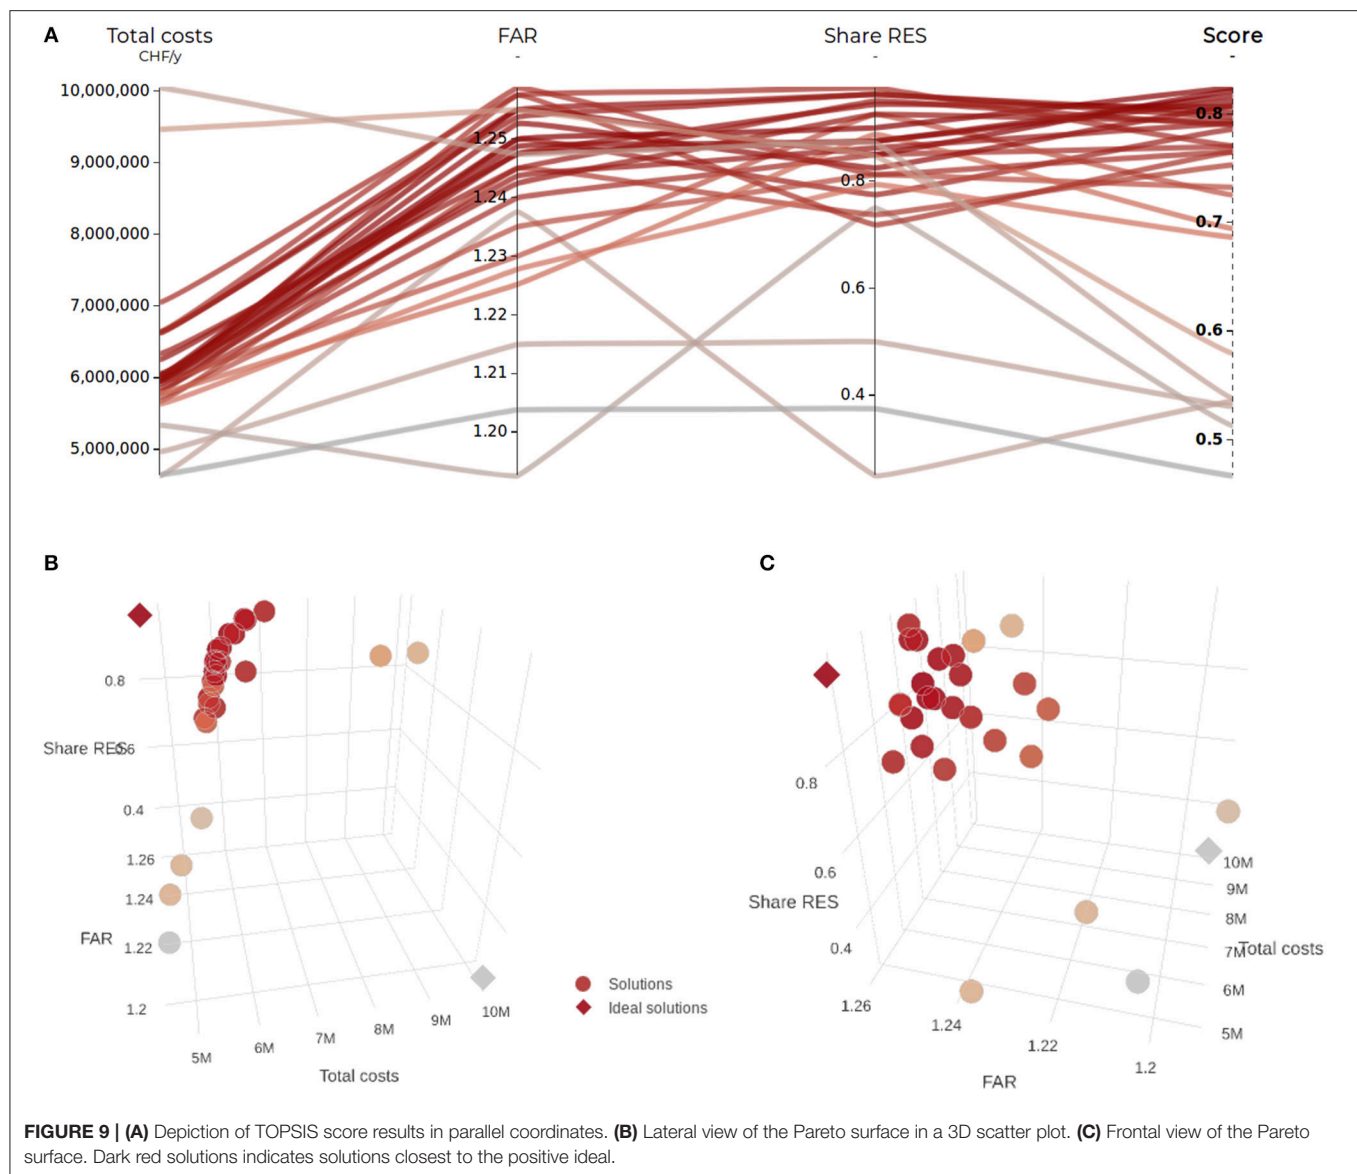 A
Total costs
CHF/y
FAR
-
Share RES
-
Score
-
10,000,000
9,000,000
8,000,000
7,000,000
6,000,000
5,000,000
1.25
1.24
1.23
1.22
1.21
1.20
0.8
0.6
0.4
0.8
0.7
0.6
0.5
B
0.8
Share RES
0.6
0.4
1.26
1.24
FAR
1.22
1.2
5M
6M
7M
8M
9M
10M
Total costs
Solutions
Ideal solutions
C
0.8
0.6
Share RES
0.4
1.26
1.24
1.22
1.2
FAR
10M
9M
8M
7M
Total costs
6M
5M
FIGURE 9 | (A) Depiction of TOPSIS score results in parallel coordinates. (B) Lateral view of the Pareto surface in a 3D scatter plot. (C) Frontal view of the Pareto
surface. Dark red solutions indicates solutions closest to the positive ideal.